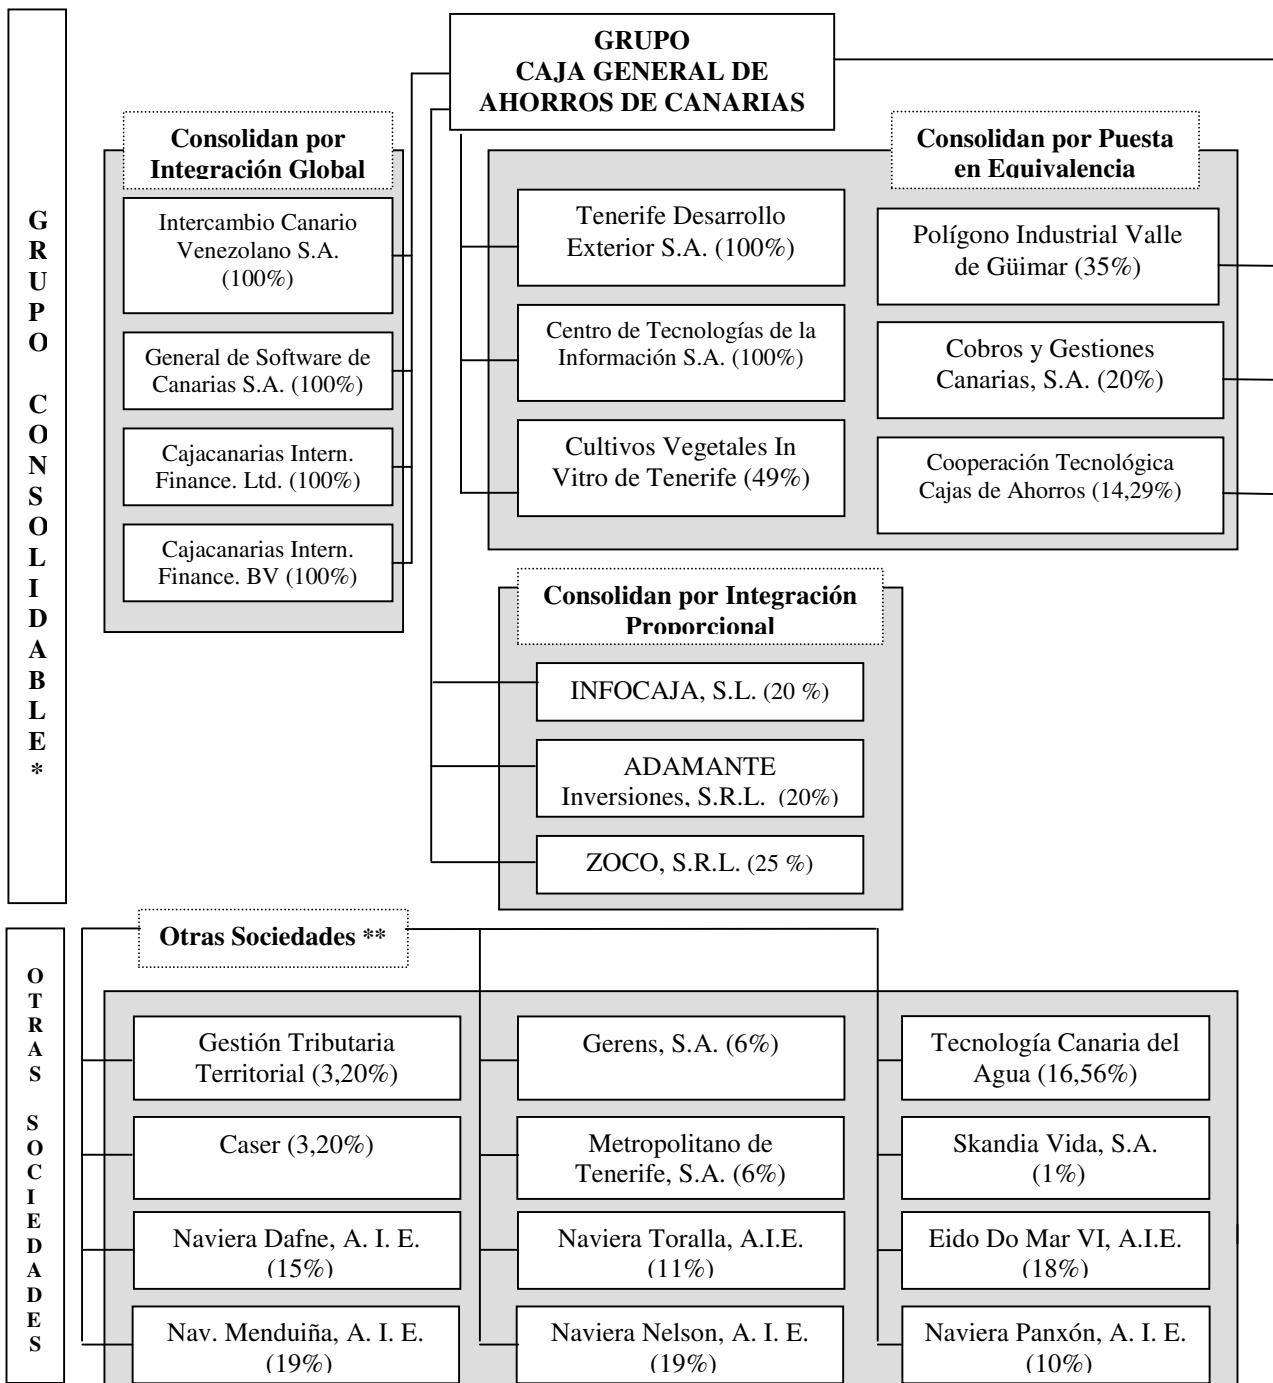 GRUPO
CAJA GENERAL DE
AHORROS DE CANARIAS
GRUPO CONSOLIDABLE*
Consolidan por
Integración Global
Intercambio Canario
Venezolano S.A.
(100%)
General de Software de
Canarias S.A. (100%)
Cajacanarias Intern.
Finance. Ltd. (100%)
Cajacanarias Intern.
Finance. BV (100%)
Consolidan por Puesta
en Equivalencia
Tenerife Desarrollo
Exterior S.A. (100%)
Centro de Tecnologías de la
Información S.A. (100%)
Cultivos Vegetales In
Vitro de Tenerife (49%)
Polígono Industrial Valle
de Güimar (35%)
Cobros y Gestiones
Canarias, S.A. (20%)
Cooperación Tecnológica
Cajas de Ahorros (14,29%)
Consolidan por Integración
Proporcional
INFOCAJA, S.L. (20 %)
ADAMANTE
Inversiones, S.R.L. (20%)
ZOCO, S.R.L. (25 %)
OTRAS SOCIEDADES
Otras Sociedades **
Gestión Tributaria
Territorial (3,20%)
Caser (3,20%)
Naviera Dafne, A. I. E.
(15%)
Nav. Menduiña, A. I. E.
(19%)
Gerens, S.A. (6%)
Metropolitano de
Tenerife, S.A. (6%)
Naviera Toralla, A.I.E.
(11%)
Naviera Nelson, A. I. E.
(19%)
Tecnología Canaria del
Agua (16,56%)
Skandia Vida, S.A.
(1%)
Eido Do Mar VI, A.I.E.
(18%)
Naviera Panxón, A. I. E.
(10%)